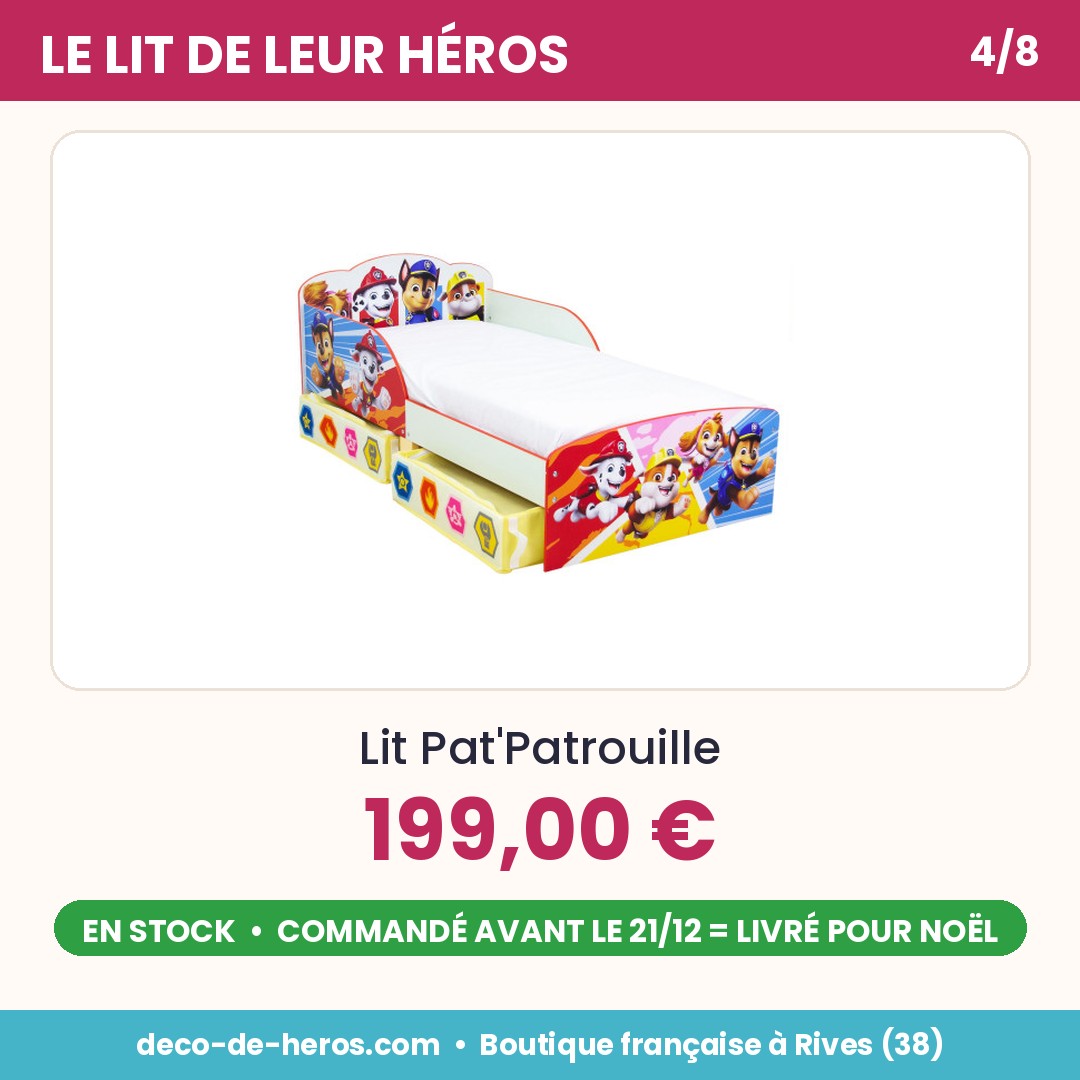 LE LIT DE LEUR HÉROS
4/8
Lit Pat'Patrouille
199,00 €
EN STOCK • COMMANDÉ AVANT LE 21/12 = LIVRÉ POUR NOËL
deco-de-heros.com • Boutique française à Rives (38)